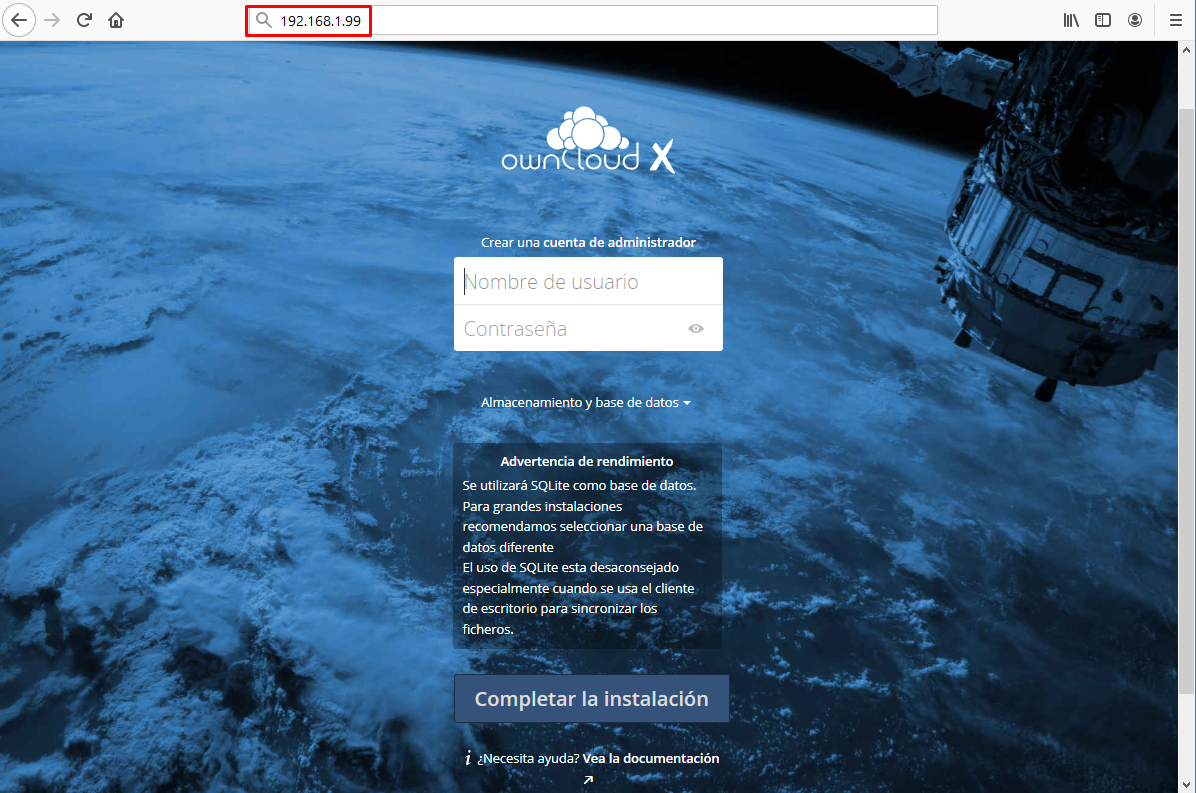 192.168.1.99
ownCloud X
Crear una cuenta de administrador
Nombre de usuario
Contraseña
Almacenamiento y base de datos
Advertencia de rendimiento
Se utilizará SQLite como base de datos.
Para grandes instalaciones
recomendamos seleccionar una base de
datos diferente
El uso de SQLite esta desaconsejado
especialmente cuando se usa el cliente
de escritorio para sincronizar los
ficheros.
Completar la instalación
i ¿Necesita ayuda? Vea la documentación